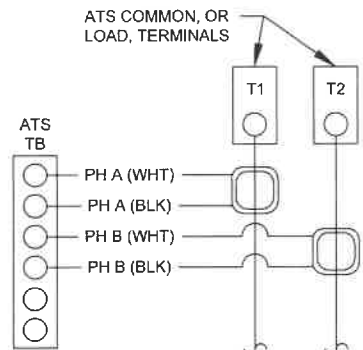 ATS COMMON, OR
LOAD, TERMINALS
T1
T2
ATS
TB
PH A (WHT)
PH A (BLK)
PH B (WHT)
PH B (BLK)